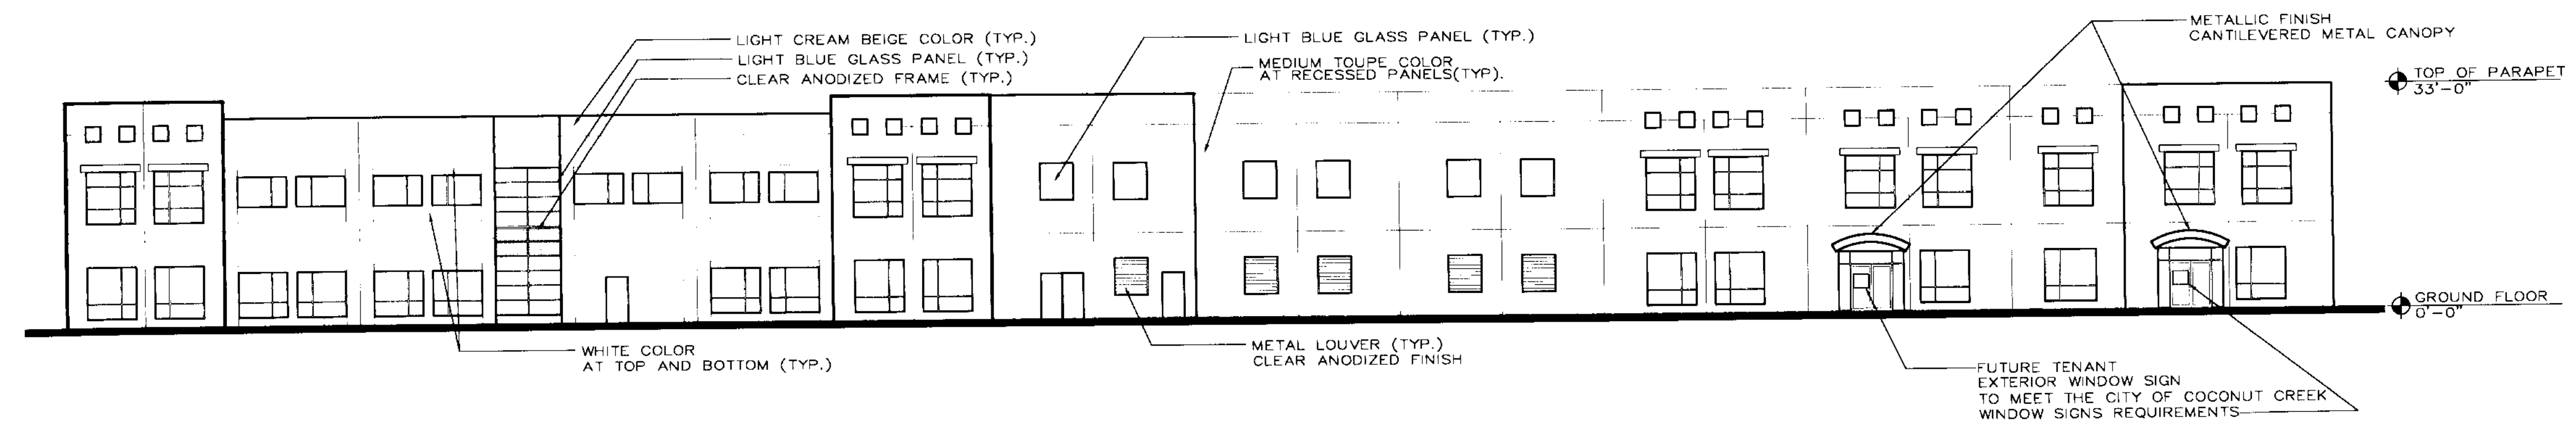 LIGHT CREAM BEIGE COLOR (TYP.)
LIGHT BLUE GLASS PANEL (TYP.)
CLEAR ANODIZED FRAME (TYP.)
LIGHT BLUE GLASS PANEL (TYP.)
MEDIUM TOUPE COLOR
AT RECESSED PANELS(TYP).
METALLIC FINISH
CANTILEVERED METAL CANOPY
TOP OF PARAPET
33'-0"
GROUND FLOOR
0'-0"
WHITE COLOR
AT TOP AND BOTTOM (TYP.)
METAL LOUVER (TYP.)
CLEAR ANODIZED FINISH
FUTURE TENANT
EXTERIOR WINDOW SIGN
TO MEET THE CITY OF COCONUT CREEK
WINDOW SIGNS REQUIREMENTS